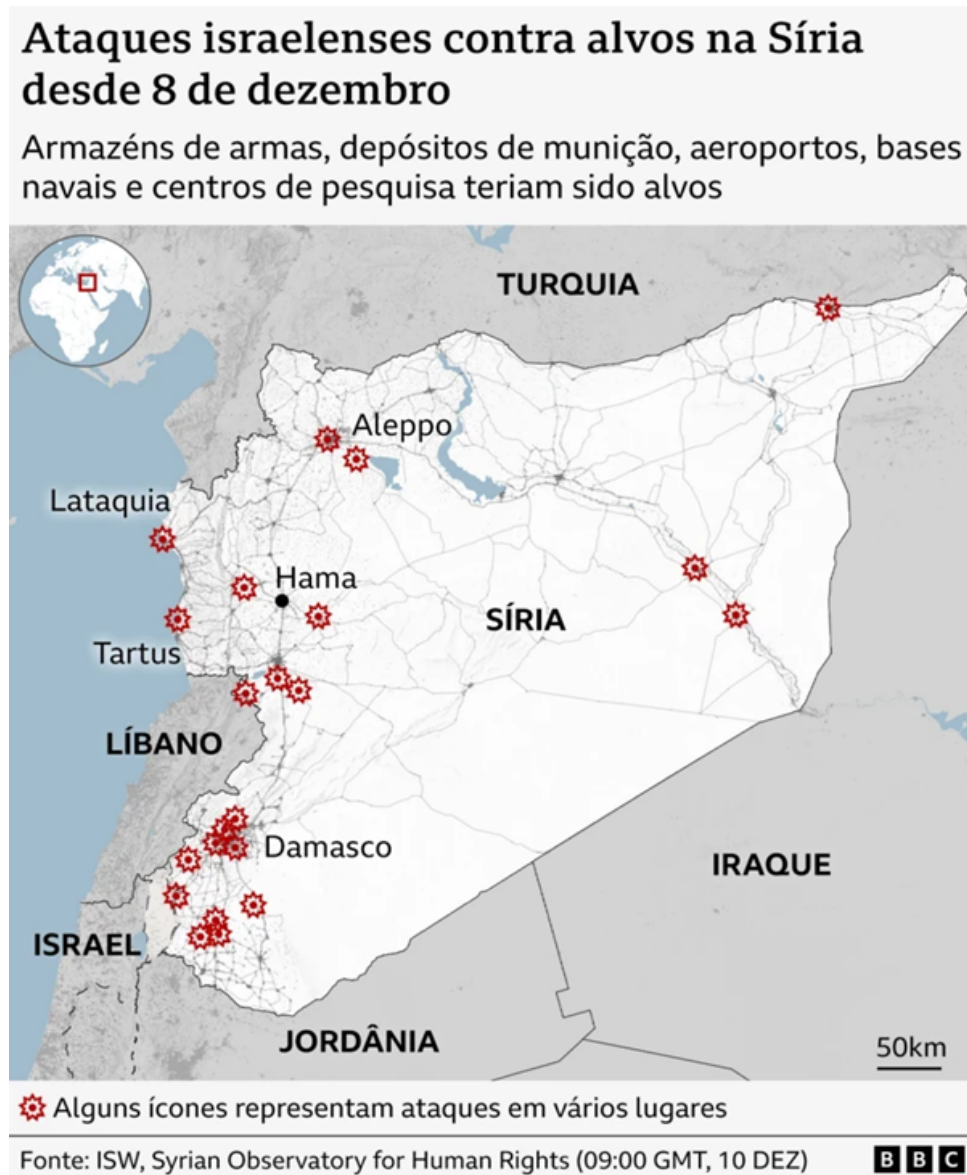 Ataques israelenses contra alvos na Síria
desde 8 de dezembro
Armazéns de armas, depósitos de munição, aeroportos, bases
navais e centros de pesquisa teriam sido alvos
TURQUIA
Aleppo
Lataquia
Hama
SÍRIA
Tartus
LÍBANO
Damasco
IRAQUE
ISRAEL
JORDÂNIA
50km
Alguns ícones representam ataques em vários lugares
Fonte: ISW, Syrian Observatory for Human Rights (09:00 GMT, 10 DEZ)
BBC